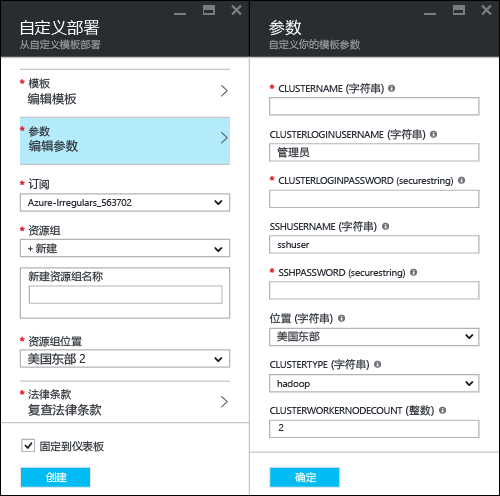 自定义部署
从自定义模板部署
* 模板
编辑模板
* 参数
编辑参数
* 订阅
Azure-Irregulars_563702
* 资源组
+ 新建
新建资源组名称
* 资源组位置
美国东部 2
* 法律条款
复查法律条款
固定到仪表板
创建
参数
自定义你的模板参数
* CLUSTERNAME (字符串)
CLUSTERLOGINUSERNAME (字符串)
管理员
* CLUSTERLOGINPASSWORD (securestring)
SSHUSERNAME (字符串)
sshuser
* SSHPASSWORD (securestring)
位置 (字符串)
美国东部
CLUSTERTYPE (字符串)
hadoop
CLUSTERWORKERNODECOUNT (整数)
2
确定